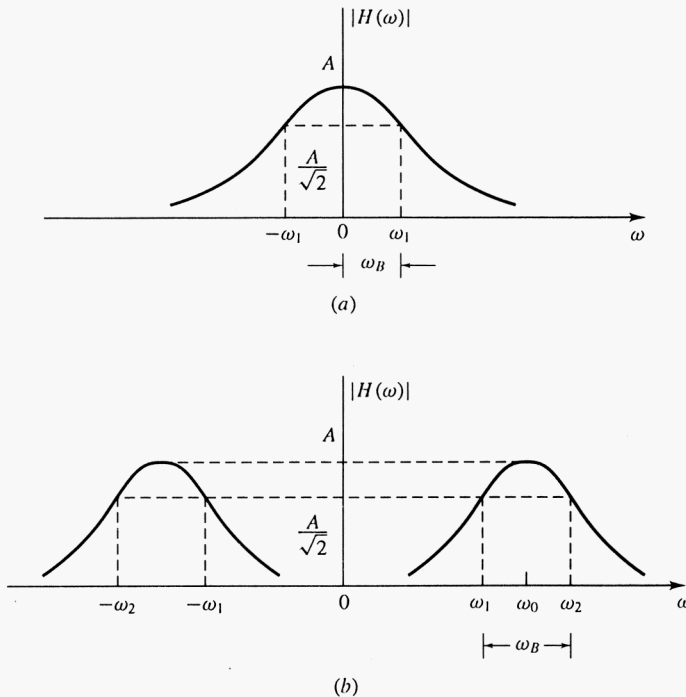 |H(ω)|
A
A/√2
−ω₁ 0 ω₁ ω
ω_B
(a)
|H(ω)|
A
A/√2
−ω₂ −ω₁ 0 ω₁ ω₀ ω₂ ω
ω_B
(b)